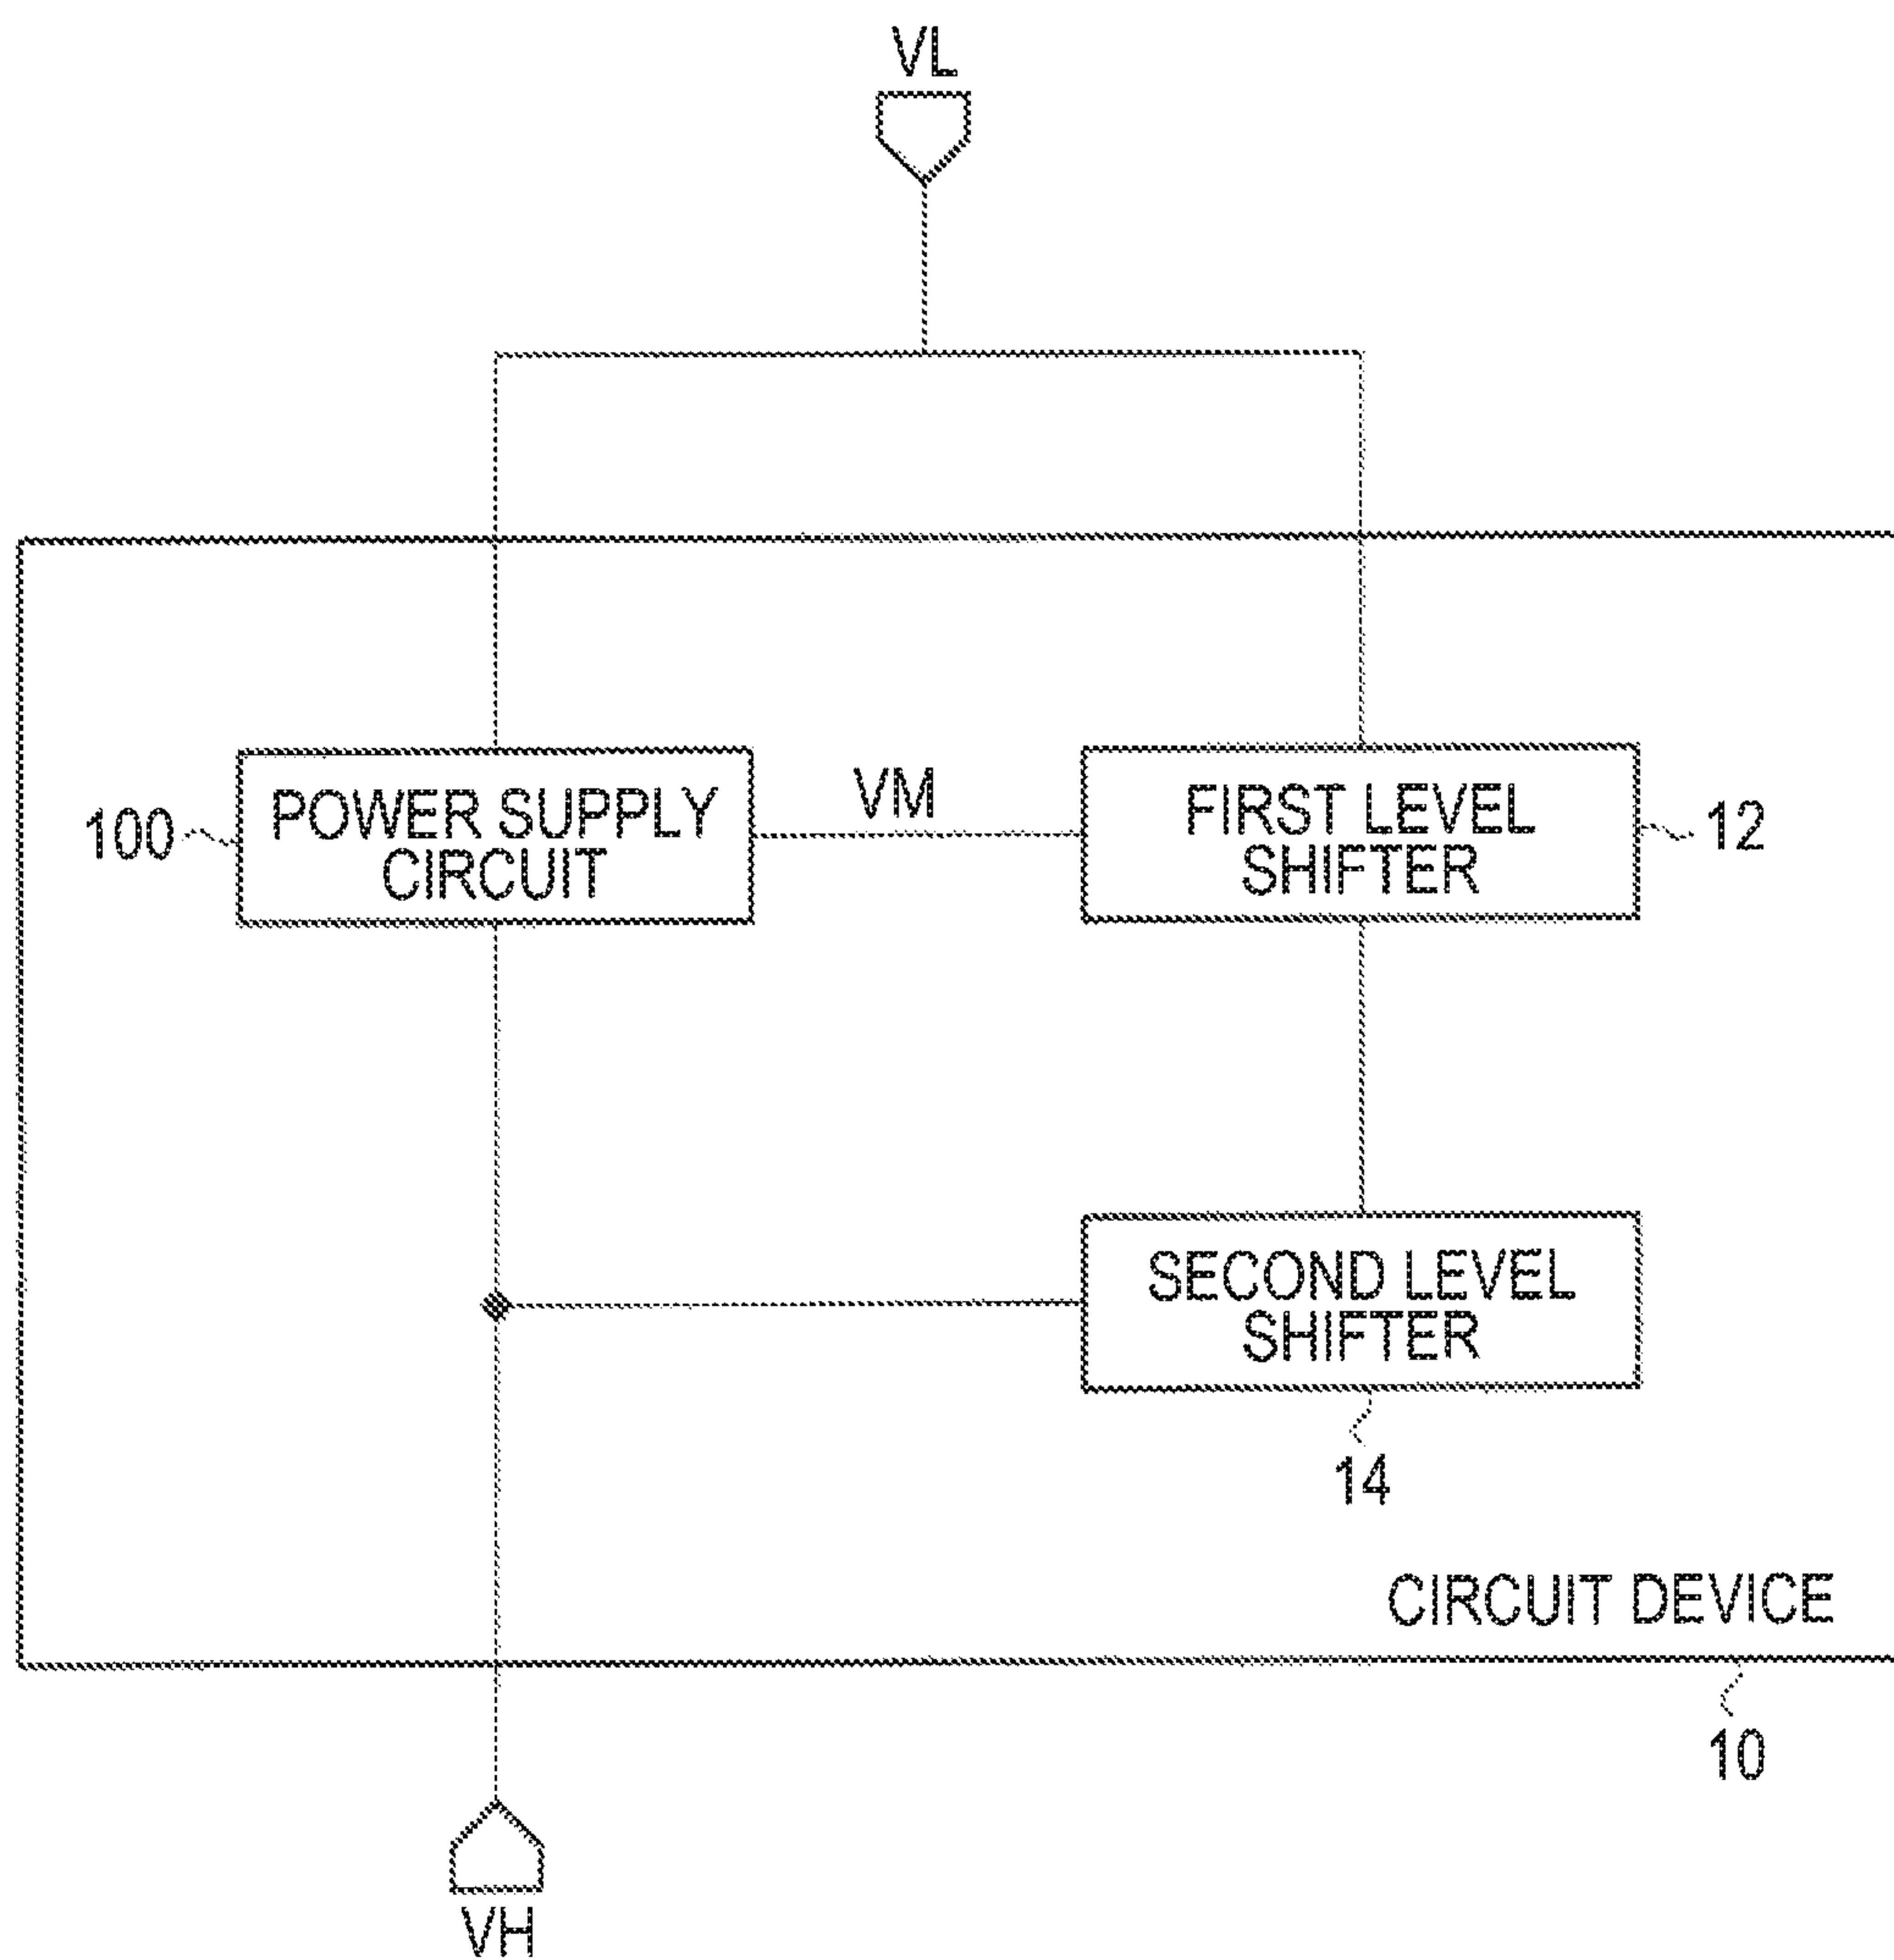 VL
100
POWER SUPPLY
CIRCUIT
VM
FIRST LEVEL
SHIFTER
12
SECOND LEVEL
SHIFTER
14
CIRCUIT DEVICE
10
VH